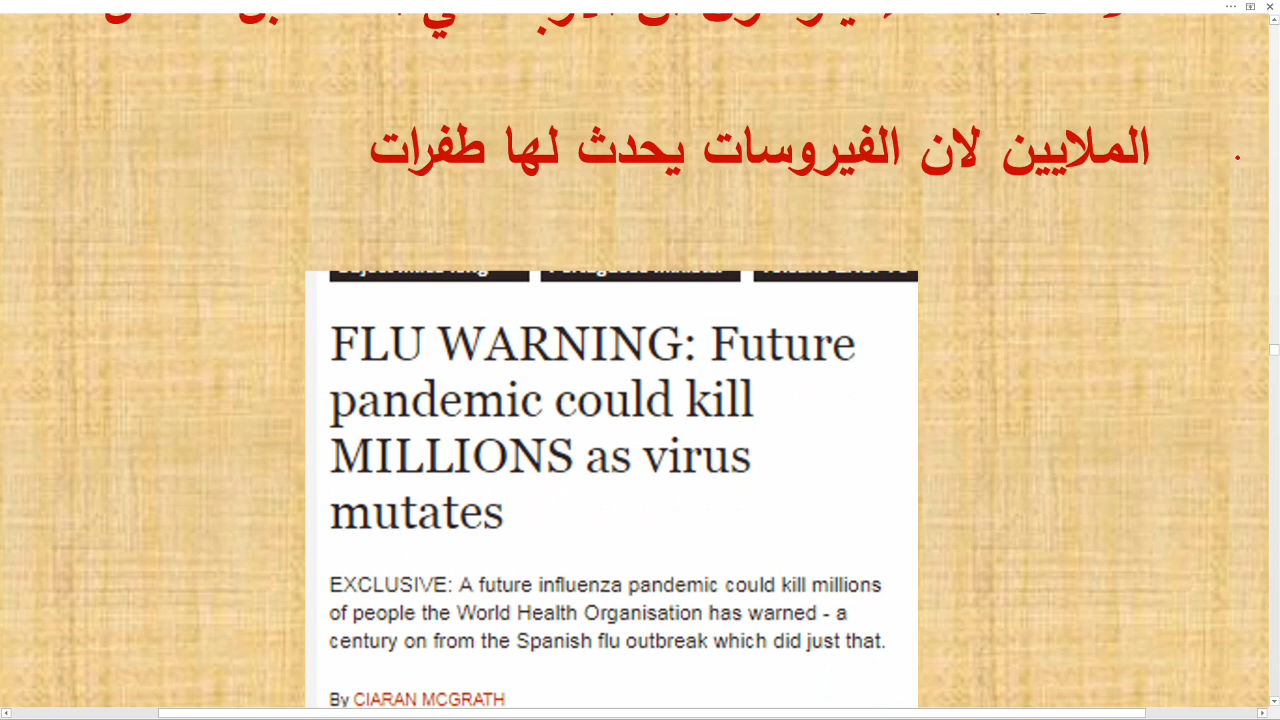 الملايين لان الفيروسات يحدث لها طفرات
FLU WARNING: Future
pandemic could kill
MILLIONS as virus
mutates
EXCLUSIVE: A future influenza pandemic could kill millions
of people the World Health Organisation has warned - a
century on from the Spanish flu outbreak which did just that.
By CIARAN MCGRATH